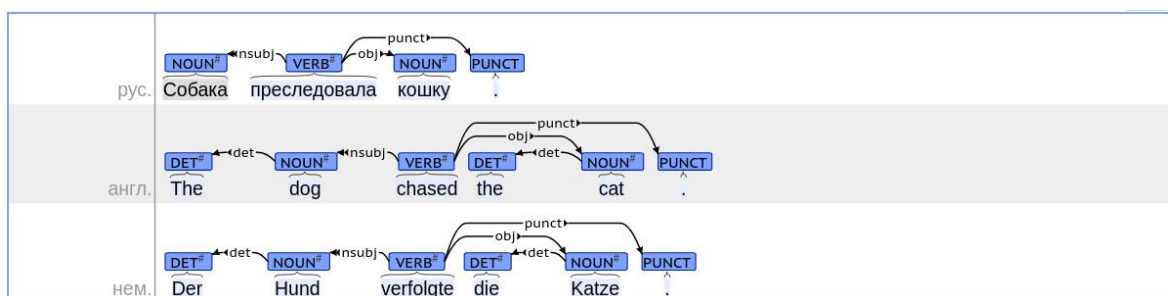 punct
nsubj obj
NOUN# VERB# NOUN# PUNCT
рус. Собака преследовала кошку .
punct
obj
det nsubj det
DET# NOUN# VERB# DET# NOUN# PUNCT
англ. The dog chased the cat .
punct
obj
det nsubj det
DET# NOUN# VERB# DET# NOUN# PUNCT
нем. Der Hund verfolgte die Katze .